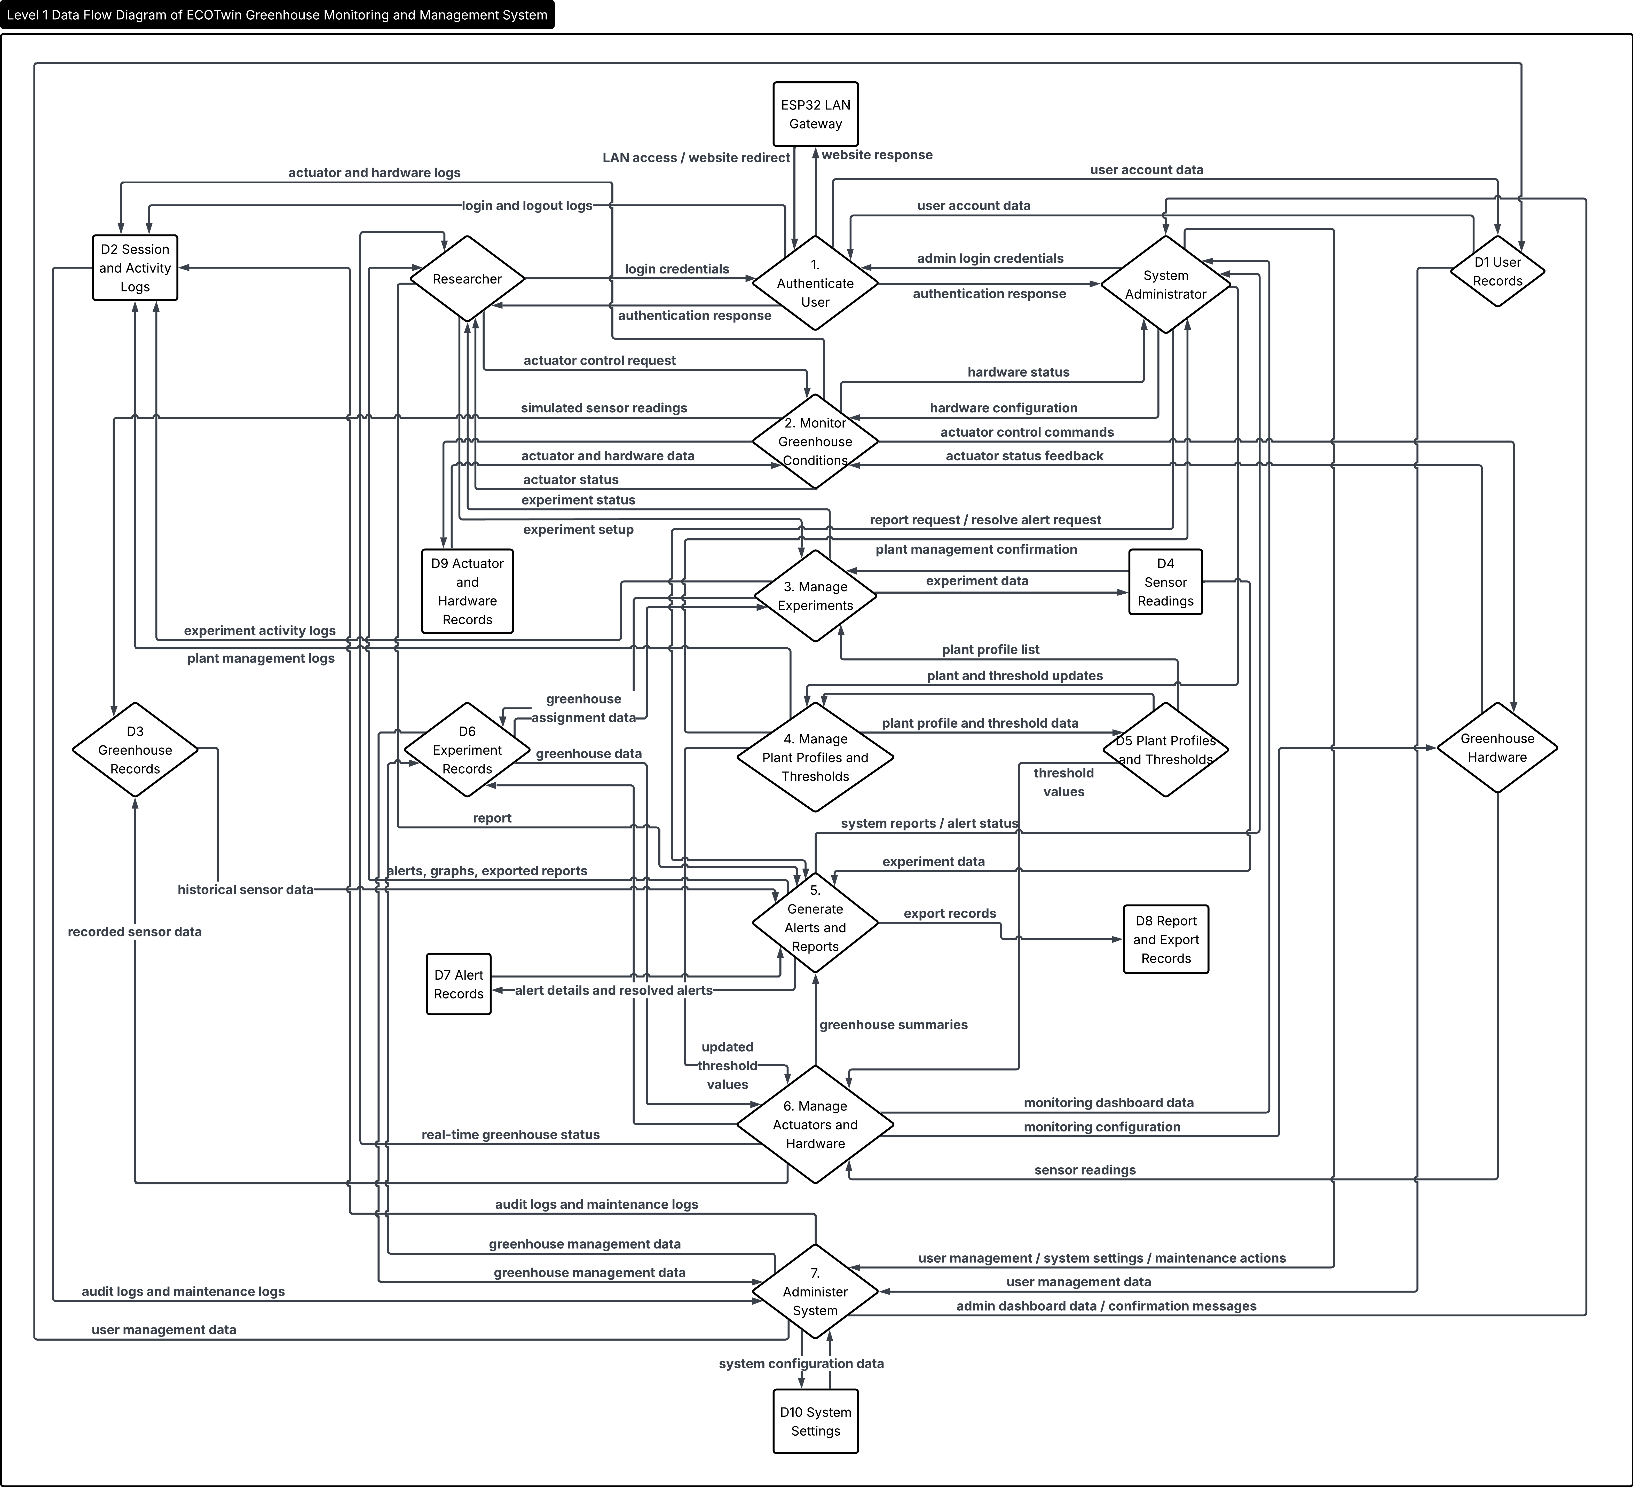 Level 1 Data Flow Diagram of ECOTwin Greenhouse Monitoring and Management System
ESP32 LAN
Gateway
LAN access / website redirect
website response
actuator and hardware logs
user account data
login and logout logs
user account data
D2 Session
and Activity
Logs
Researcher
login credentials
1.
Authenticate
User
admin login credentials
authentication response
System
Administrator
D1 User
Records
authentication response
actuator control request
hardware status
simulated sensor readings
hardware configuration
2. Monitor
Greenhouse
Conditions
actuator control commands
actuator and hardware data
actuator status feedback
actuator status
experiment status
experiment setup
report request / resolve alert request
plant management confirmation
D9 Actuator
and
Hardware
Records
3. Manage
Experiments
experiment data
D4
Sensor
Readings
experiment activity logs
plant management logs
plant profile list
plant and threshold updates
greenhouse
assignment data
D3
Greenhouse
Records
D6
Experiment
Records
greenhouse data
4. Manage
Plant Profiles and
Thresholds
plant profile and threshold data
D5 Plant Profiles
and Thresholds
Greenhouse
Hardware
threshold
values
report
system reports / alert status
alerts, graphs, exported reports
experiment data
historical sensor data
5.
Generate
Alerts and
Reports
export records
D8 Report
and Export
Records
recorded sensor data
D7 Alert
Records
alert details and resolved alerts
greenhouse summaries
updated
threshold
values
6. Manage
Actuators and
Hardware
monitoring dashboard data
monitoring configuration
real-time greenhouse status
sensor readings
audit logs and maintenance logs
greenhouse management data
user management / system settings / maintenance actions
greenhouse management data
7.
Administer
System
user management data
audit logs and maintenance logs
admin dashboard data / confirmation messages
user management data
system configuration data
D10 System
Settings